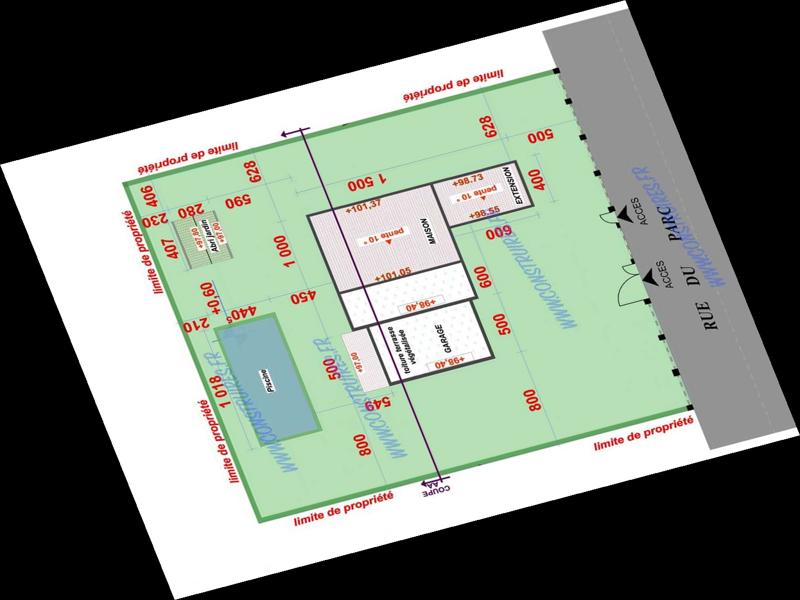 limite de propriété
limite de propriété
628
500
628
406
1 500
+98.73
400
EXTENSION
590
280
230
+101,37
pente 10 °
WWW.CONSTRUIRES.FR
ACCES
Abri jardin
+97,00
+97,50
407
limite de propriété
pente 10 °
MAISON
+98.55
600
RUE DU PARC
1 000
+101,05
600
ACCES
+0,60
450
+98,40
WWW.CONSTRUIRES.FR
210
440
5
500
toiture terrasse
végétalisée
GARAGE
WWW.CONSTRUIRES.FR
WWW.CONSTRUIRES.FR
+97,00
+98,40
500
1 018
Piscine
549
800
limite de propriété
800
limite de propriété
COUPE
AA
limite de propriété